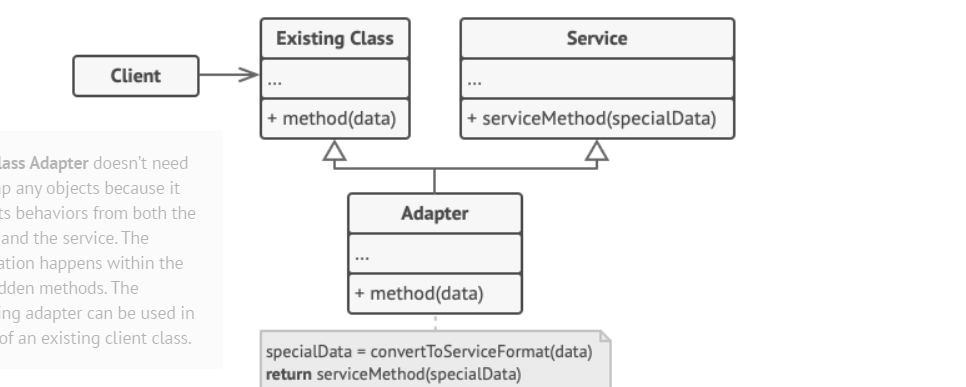 Existing Class
Service
Client
...
...
+ method(data)
+ serviceMethod(specialData)
lass Adapter doesn't need
p any objects because it
ts behaviors from both the
and the service. The
ation happens within the
dden methods. The
ing adapter can be used in
of an existing client class.
Adapter
...
+ method(data)
specialData = convertToServiceFormat(data)
return serviceMethod(specialData)